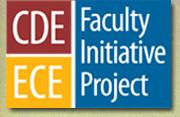 CDE
ECE
Faculty
Initiative
Project